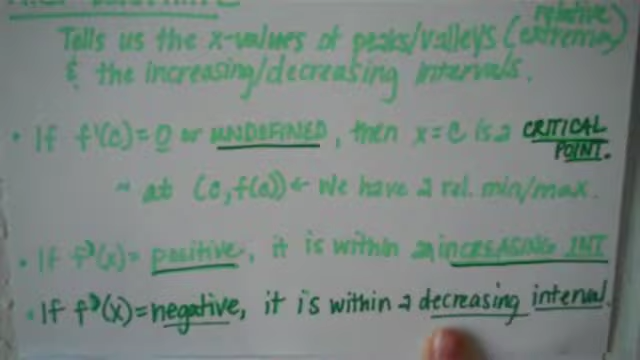 Tells us the x-values of peaks/valleys (relative extrema)
& the increasing/decreasing intervals.
• If f'(c)=0 or UNDEFINED, then x=c is a CRITICAL POINT.
~ at (c,f(c)) ← We have a rel. min/max.
• If f'(x)= positive, it is within an INCREASING INT
• If f'(x)=negative, it is within a decreasing interval.